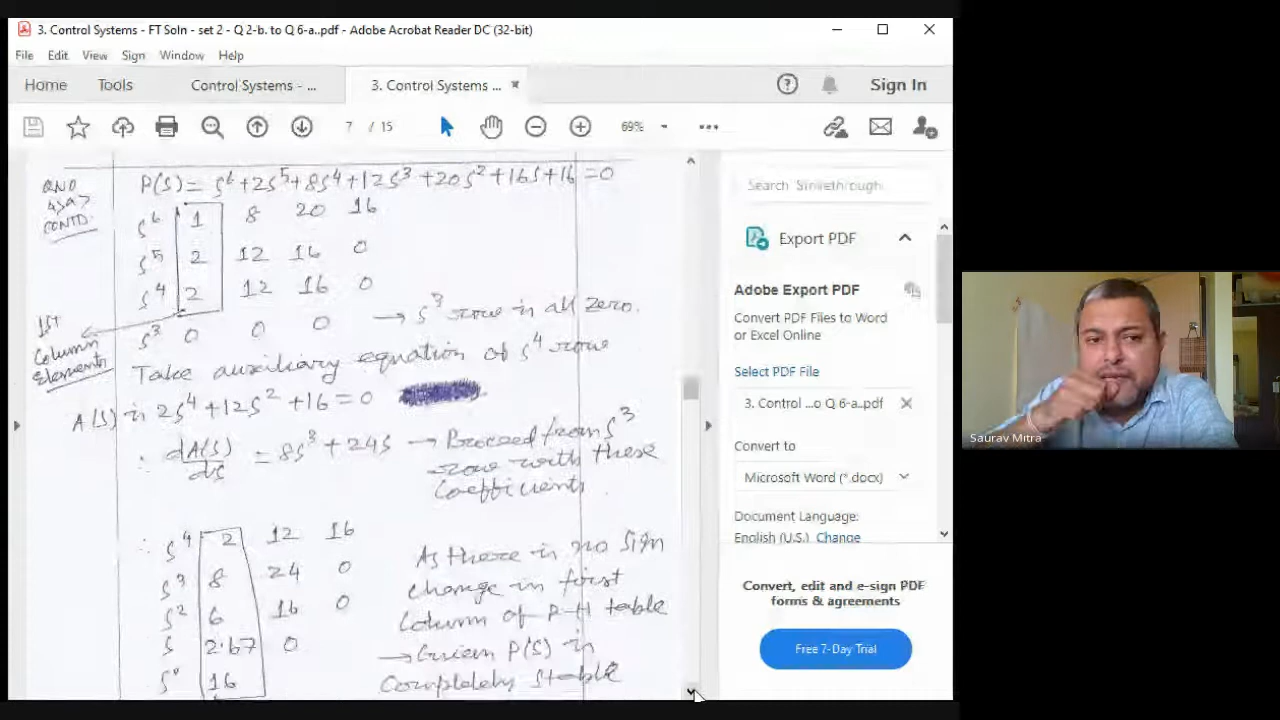 3. Control Systems - FT Soln - set 2 - Q 2-b. to Q 6-a..pdf - Adobe Acrobat Reader DC (32-bit)
File Edit View Sign Window Help
Home Tools Control Systems - ... 3. Control Systems ... Sign In
7 / 15 69%
P(S) = s⁶+2s⁵+8s⁴+12s³+20s²+16s+16=0
4>a>
CONTD.
s⁶ 1 8 20 16
s⁵ 2 12 16 0
s⁴ 2 12 16 0
s³ 0 0 0 → s³ row is all zero.
1st
Column
Elements
Take auxiliary equation of s⁴ row
A(S) is 2s⁴+12s²+16=0
∴ dA(S)/ds = 8s³+24s → Proceed from s³
row with these
coefficients.
∴ s⁴ 2 12 16
s³ 8 24 0
s² 6 16 0
s 2.67 0
s⁰ 16
As there is no sign
change in first
column of R-H table
→ Given P(S) is
completely stable
Export PDF
Adobe Export PDF
Convert PDF Files to Word
or Excel Online
Select PDF File
3. Control ...o Q 6-a..pdf
Convert to
Microsoft Word (*.docx)
Document Language:
English (U.S.) Change
Convert, edit and e-sign PDF
forms & agreements
Free 7-Day Trial
Saurav Mitra